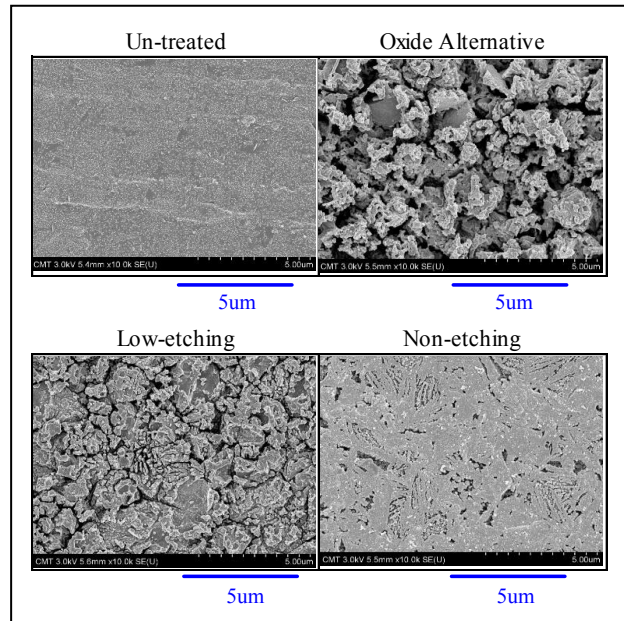 Un-treated
Oxide Alternative
CMT 3.0kV 5.4mm x10.0k SE(U) 5.00um
CMT 3.0kV 5.5mm x10.0k SE(U) 5.00um
5um
5um
Low-etching
Non-etching
CMT 3.0kV 5.6mm x10.0k SE(U) 5.00um
CMT 3.0kV 5.5mm x10.0k SE(U) 5.00um
5um
5um